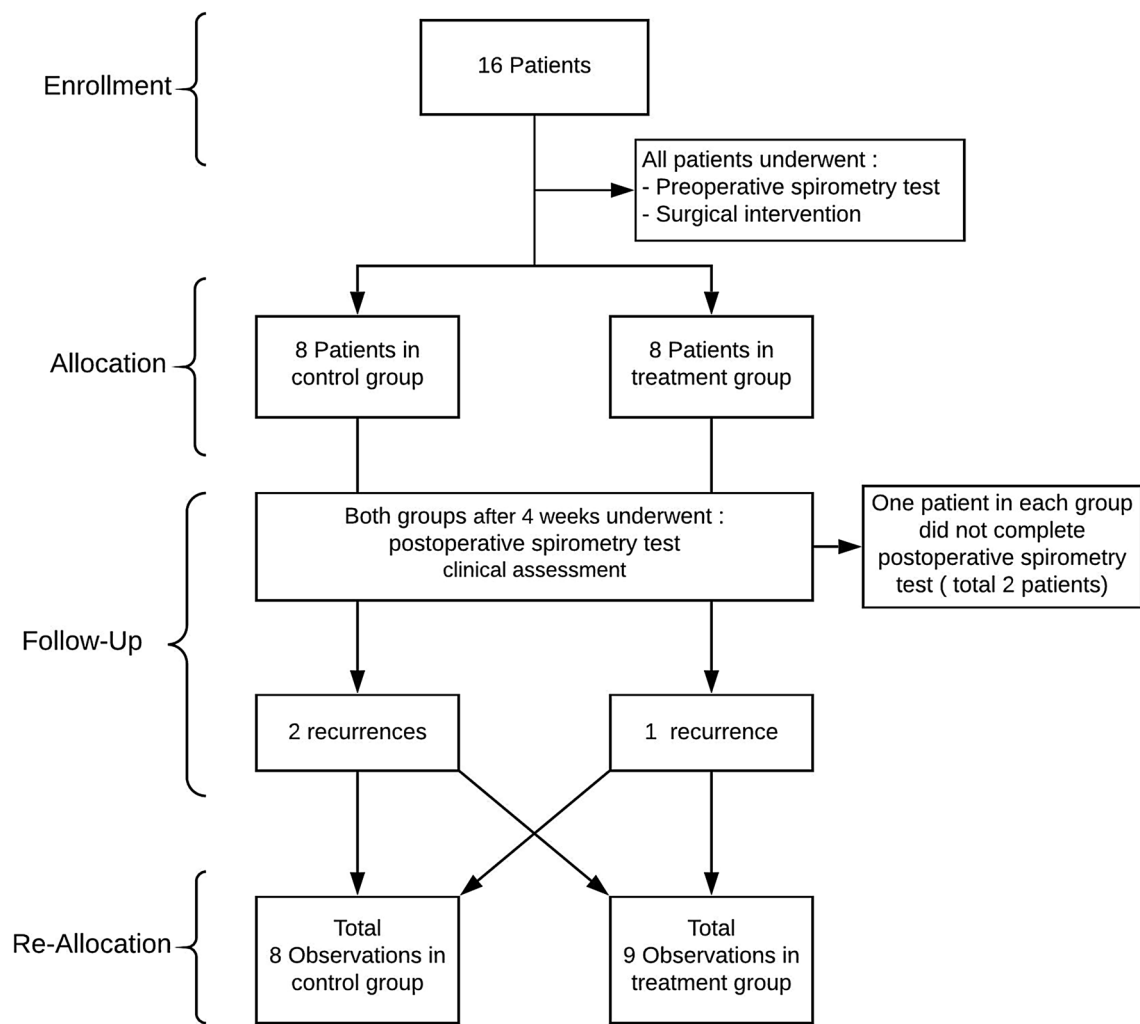 Enrollment
16 Patients
All patients underwent :
- Preoperative spirometry test
- Surgical intervention
Allocation
8 Patients in
control group
8 Patients in
treatment group
Follow-Up
Both groups after 4 weeks underwent :
postoperative spirometry test
clinical assessment
One patient in each group
did not complete
postoperative spirometry
test ( total 2 patients)
2 recurrences
1 recurrence
Re-Allocation
Total
8 Observations in
control group
Total
9 Observations in
treatment group